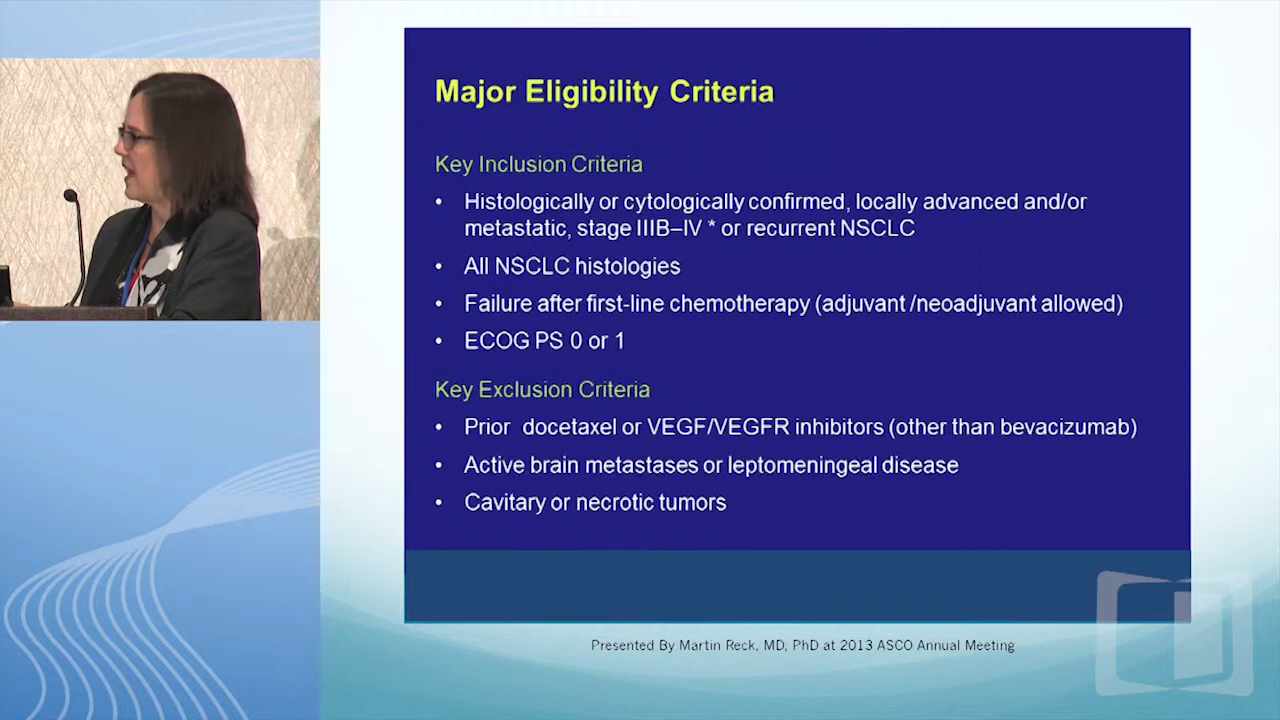 Major Eligibility Criteria
Key Inclusion Criteria
• Histologically or cytologically confirmed, locally advanced and/or
metastatic, stage IIIB–IV * or recurrent NSCLC
• All NSCLC histologies
• Failure after first-line chemotherapy (adjuvant /neoadjuvant allowed)
• ECOG PS 0 or 1
Key Exclusion Criteria
• Prior docetaxel or VEGF/VEGFR inhibitors (other than bevacizumab)
• Active brain metastases or leptomeningeal disease
• Cavitary or necrotic tumors
Presented By Martin Reck, MD, PhD at 2013 ASCO Annual Meeting